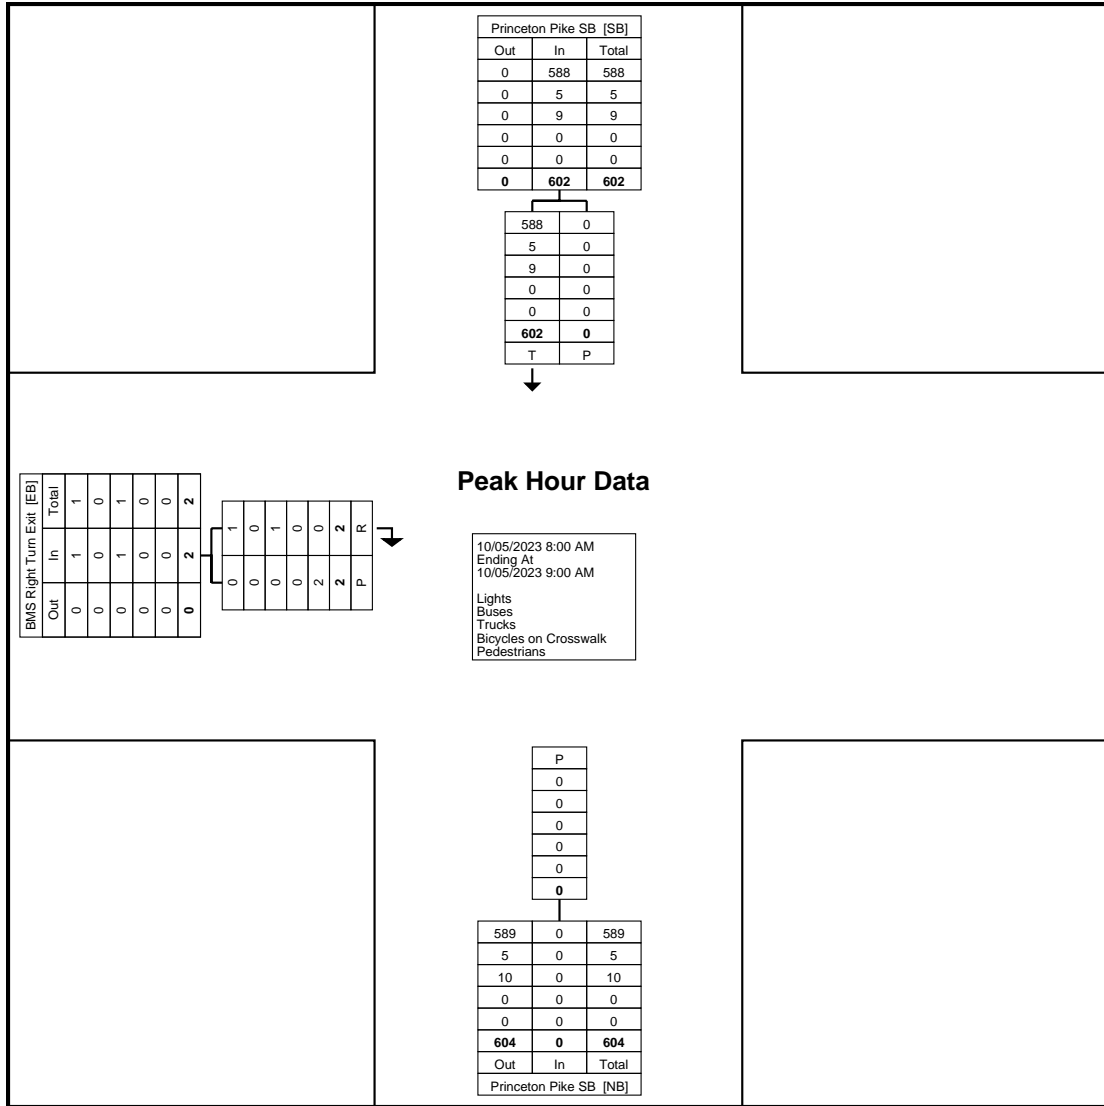 Princeton Pike SB [SB]
Out In Total
0 588 588
0 5 5
0 9 9
0 0 0
0 0 0
0 602 602
588 0
5 0
9 0
0 0
0 0
602 0
T P
BMS Right Turn Exit [EB]
Out In Total
0 1 1
0 0 0
0 1 1
0 0 0
0 0 0
0 2 2
0 1
0 0
0 1
0 0
2 0
2 2
P R
Peak Hour Data
10/05/2023 8:00 AM
Ending At
10/05/2023 9:00 AM
Lights
Buses
Trucks
Bicycles on Crosswalk
Pedestrians
P
0
0
0
0
0
0
589 0 589
5 0 5
10 0 10
0 0 0
0 0 0
604 0 604
Out In Total
Princeton Pike SB [NB]